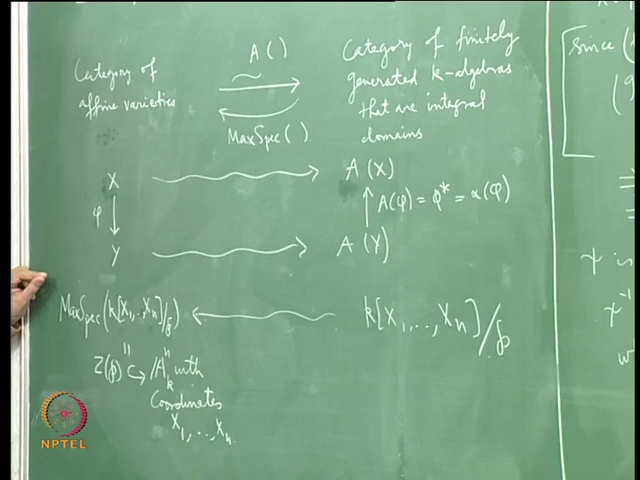 Category of
affine varieties
A ( )
~
MaxSpec ( )
Category of finitely
generated k-algebras
that are integral
domains
X
A (X)
φ
A(φ) = φ* = α(φ)
Y
A (Y)
MaxSpec(k[X₁,..,Xₙ]/𝔭)
k[X₁,..,Xₙ]/𝔭
Z(𝔭) ↪ 𝔸ⁿₖ with
Coordinates
X₁,..,Xₙ
since (
NPTEL